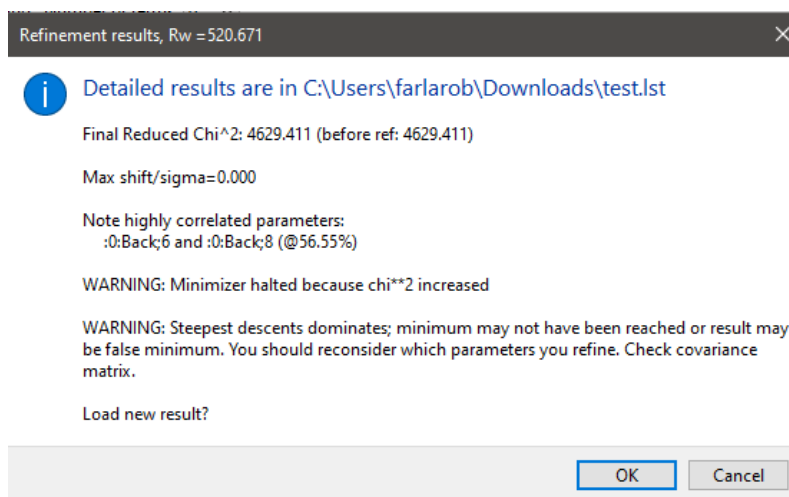 Refinement results, Rw =520.671
Detailed results are in C:\Users\farlarob\Downloads\test.lst
Final Reduced Chi^2: 4629.411 (before ref: 4629.411)
Max shift/sigma=0.000
Note highly correlated parameters:
:0:Back;6 and :0:Back;8 (@56.55%)
WARNING: Minimizer halted because chi**2 increased
WARNING: Steepest descents dominates; minimum may not have been reached or result may
be false minimum. You should reconsider which parameters you refine. Check covariance
matrix.
Load new result?
OK Cancel